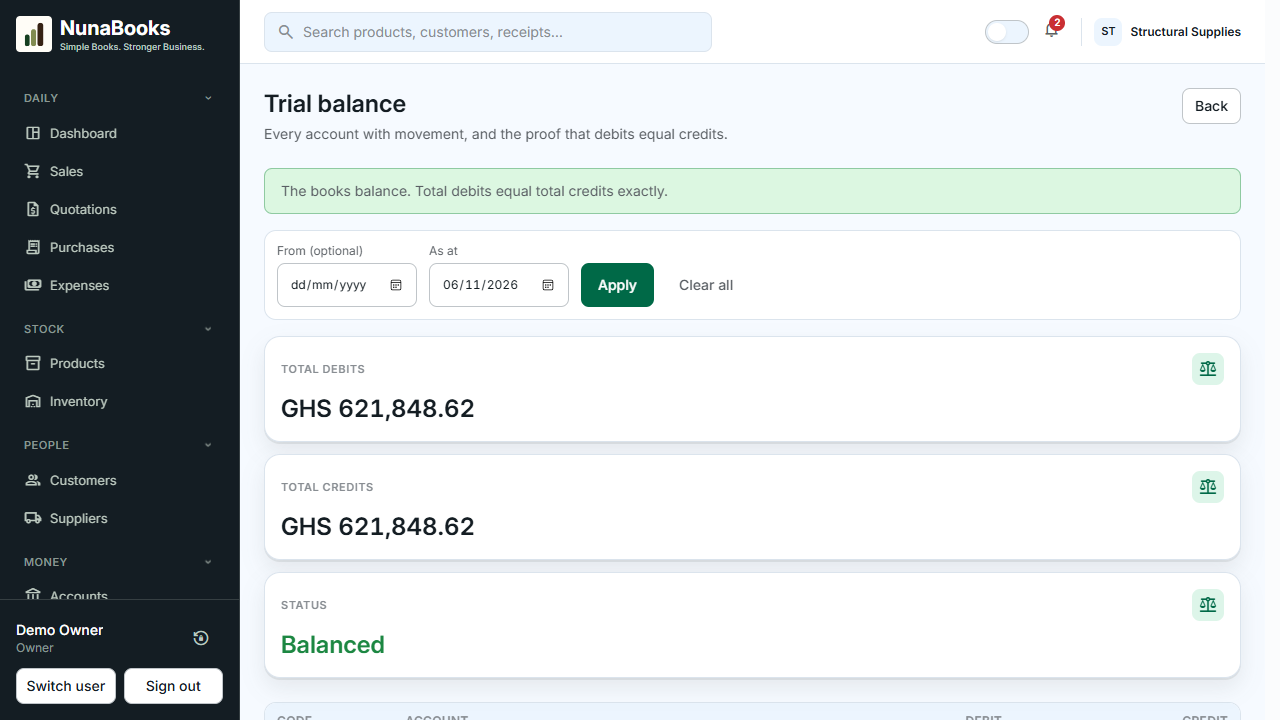 NunaBooks
Simple Books. Stronger Business.
DAILY
Dashboard
Sales
Quotations
Purchases
Expenses
STOCK
Products
Inventory
PEOPLE
Customers
Suppliers
MONEY
Accounts
Demo Owner
Owner
Switch user
Sign out
Search products, customers, receipts...
2
ST
Structural Supplies
Trial balance
Back
Every account with movement, and the proof that debits equal credits.
The books balance. Total debits equal total credits exactly.
From (optional)
As at
dd/mm/yyyy
06/11/2026
Apply
Clear all
TOTAL DEBITS
GHS 621,848.62
TOTAL CREDITS
GHS 621,848.62
STATUS
Balanced
CODE
ACCOUNT
DEBIT
CREDIT